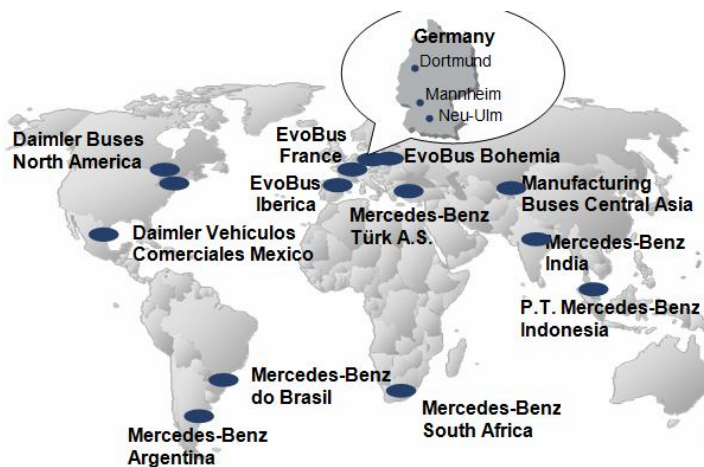 Germany
Dortmund
Mannheim
Neu-Ulm
Daimler Buses
North America
EvoBus
France
EvoBus Bohemia
EvoBus
Iberica
Manufacturing
Buses Central Asia
Mercedes-Benz
Türk A.S.
Daimler Vehículos
Comerciales Mexico
Mercedes-Benz
India
P.T. Mercedes-Benz
Indonesia
Mercedes-Benz
do Brasil
Mercedes-Benz
South Africa
Mercedes-Benz
Argentina